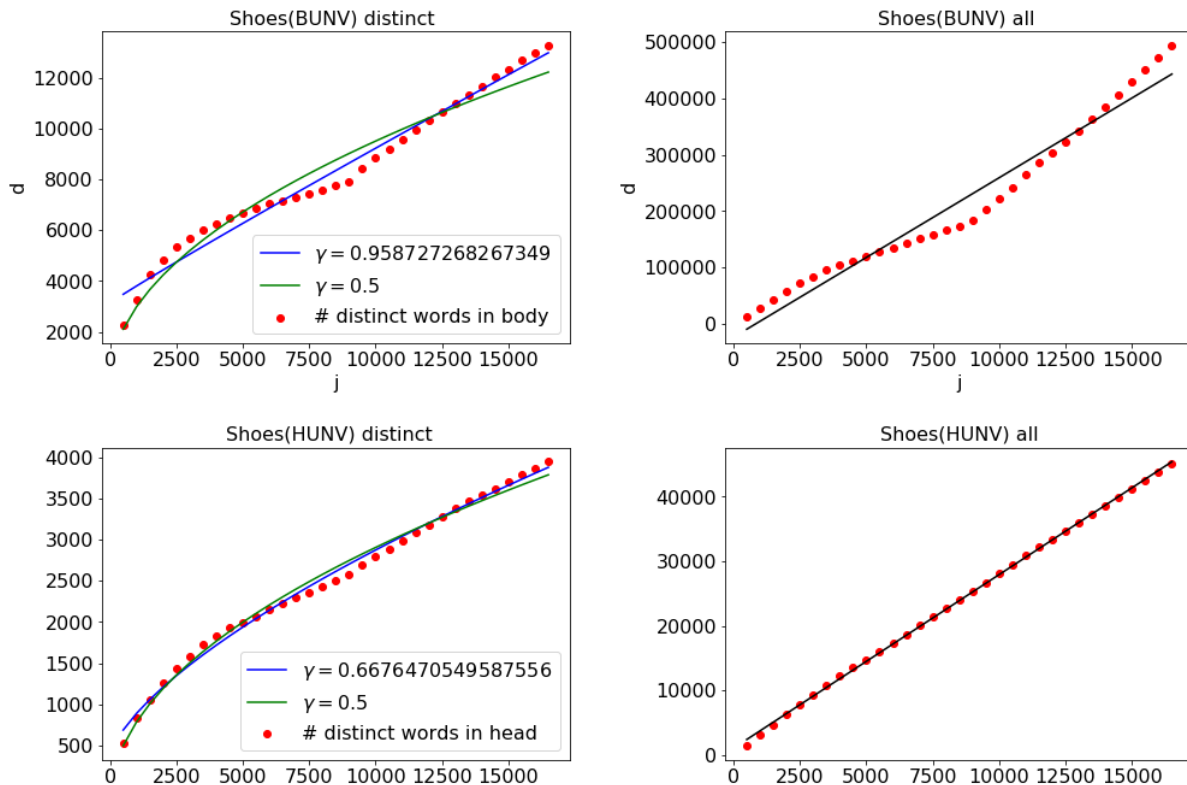 Shoes(BUNV) distinct
12000
10000
8000
6000
4000
2000
d
γ = 0.958727268267349
γ = 0.5
# distinct words in body
0 2500 5000 7500 10000 12500 15000
j
Shoes(BUNV) all
500000
400000
300000
200000
100000
0
d
0 2500 5000 7500 10000 12500 15000
j
Shoes(HUNV) distinct
4000
3500
3000
2500
2000
1500
1000
500
γ = 0.6676470549587556
γ = 0.5
# distinct words in head
0 2500 5000 7500 10000 12500 15000
Shoes(HUNV) all
40000
30000
20000
10000
0
0 2500 5000 7500 10000 12500 15000